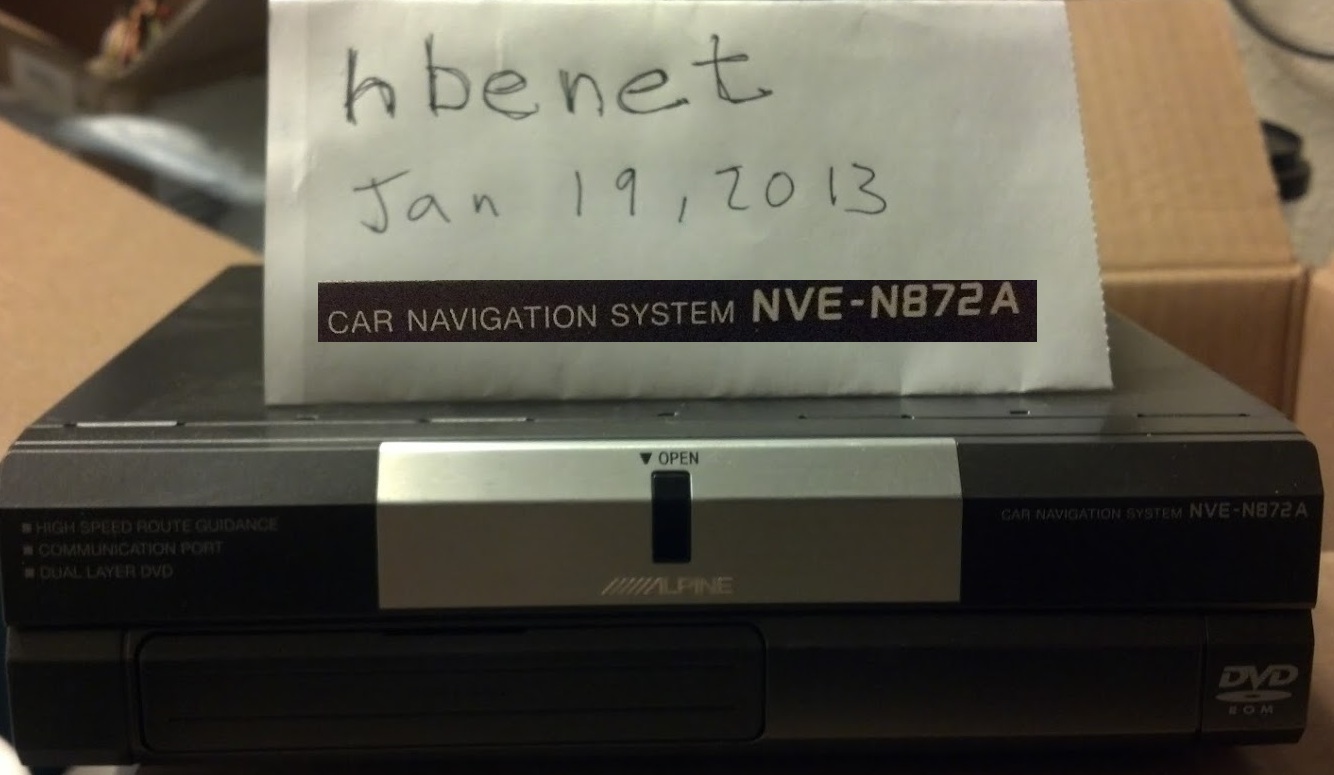 hbenet
Jan 19, 2013
CAR NAVIGATION SYSTEM NVE-N872A
▼ OPEN
■ HIGH SPEED ROUTE GUIDANCE
■ COMMUNICATION PORT
■ DUAL LAYER DVD
ALPINE
CAR NAVIGATION SYSTEM NVE-N872A
DVD
ROM